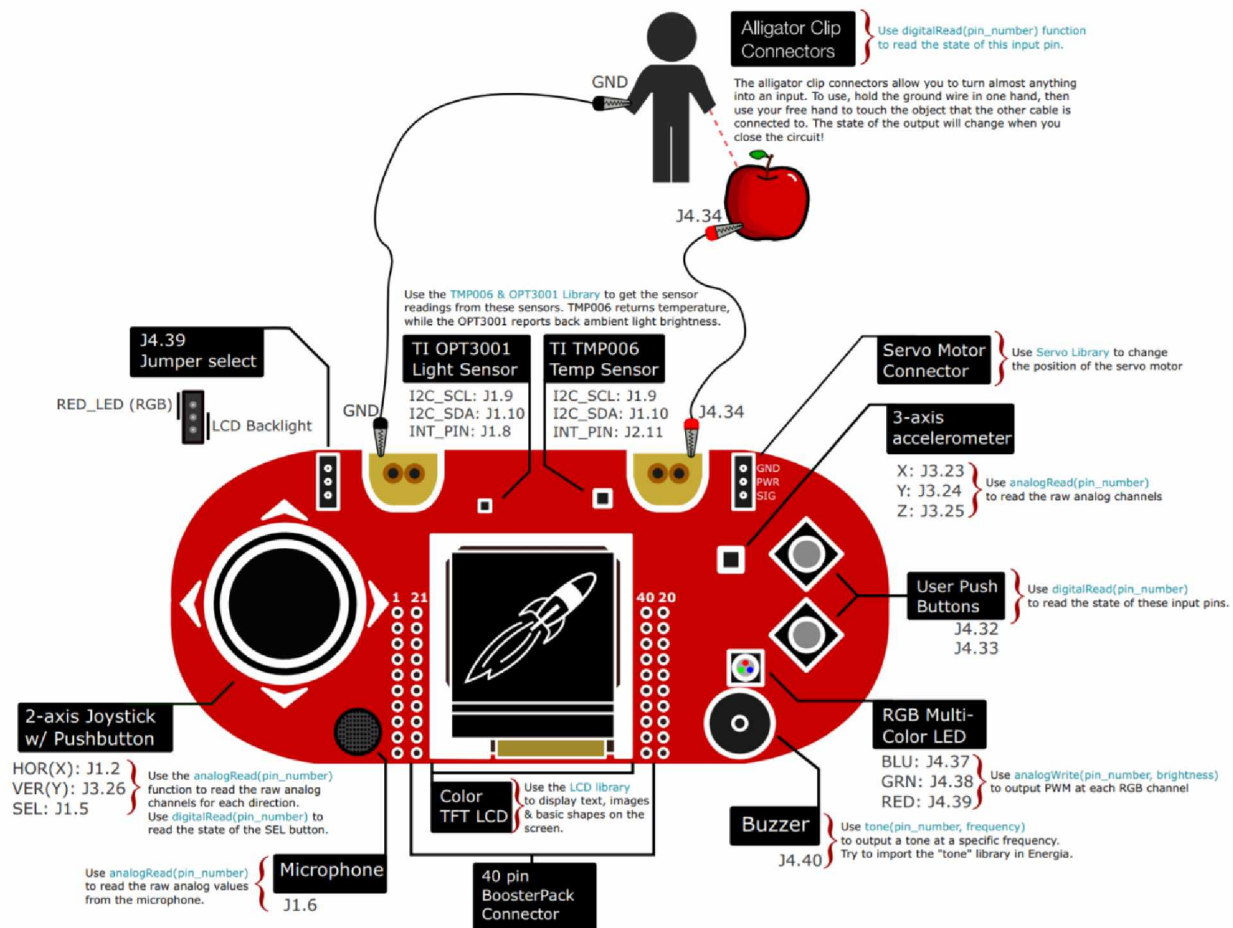 Alligator Clip
Connectors
Use digitalRead(pin_number) function
to read the state of this input pin.
The alligator clip connectors allow you to turn almost anything
into an input. To use, hold the ground wire in one hand, then
use your free hand to touch the object that the other cable is
connected to. The state of the output will change when you
close the circuit!
GND
J4.34
Use the TMP006 & OPT3001 Library to get the sensor
readings from these sensors. TMP006 returns temperature,
while the OPT3001 reports back ambient light brightness.
J4.39
Jumper select
RED_LED (RGB)
LCD Backlight
TI OPT3001
Light Sensor
I2C_SCL: J1.9
I2C_SDA: J1.10
INT_PIN: J1.8
TI TMP006
Temp Sensor
I2C_SCL: J1.9
I2C_SDA: J1.10
INT_PIN: J2.11
GND
J4.34
Servo Motor
Connector
Use Servo Library to change
the position of the servo motor
3-axis
accelerometer
X: J3.23
Y: J3.24
Z: J3.25
Use analogRead(pin_number)
to read the raw analog channels
GND
PWR
SIG
1 21
40 20
User Push
Buttons
J4.32
J4.33
Use digitalRead(pin_number)
to read the state of these input pins.
2-axis Joystick
w/ Pushbutton
HOR(X): J1.2
VER(Y): J3.26
SEL: J1.5
Use the analogRead(pin_number)
function to read the raw analog
channels for each direction.
Use digitalRead(pin_number) to
read the state of the SEL button.
Color
TFT LCD
Use the LCD library
to display text, images
& basic shapes on the
screen.
RGB Multi-
Color LED
BLU: J4.37
GRN: J4.38
RED: J4.39
Use analogWrite(pin_number, brightness)
to output PWM at each RGB channel
Buzzer
J4.40
Use tone(pin_number, frequency)
to output a tone at a specific frequency.
Try to import the "tone" library in Energia.
Use analogRead(pin_number)
to read the raw analog values
from the microphone.
Microphone
J1.6
40 pin
BoosterPack
Connector